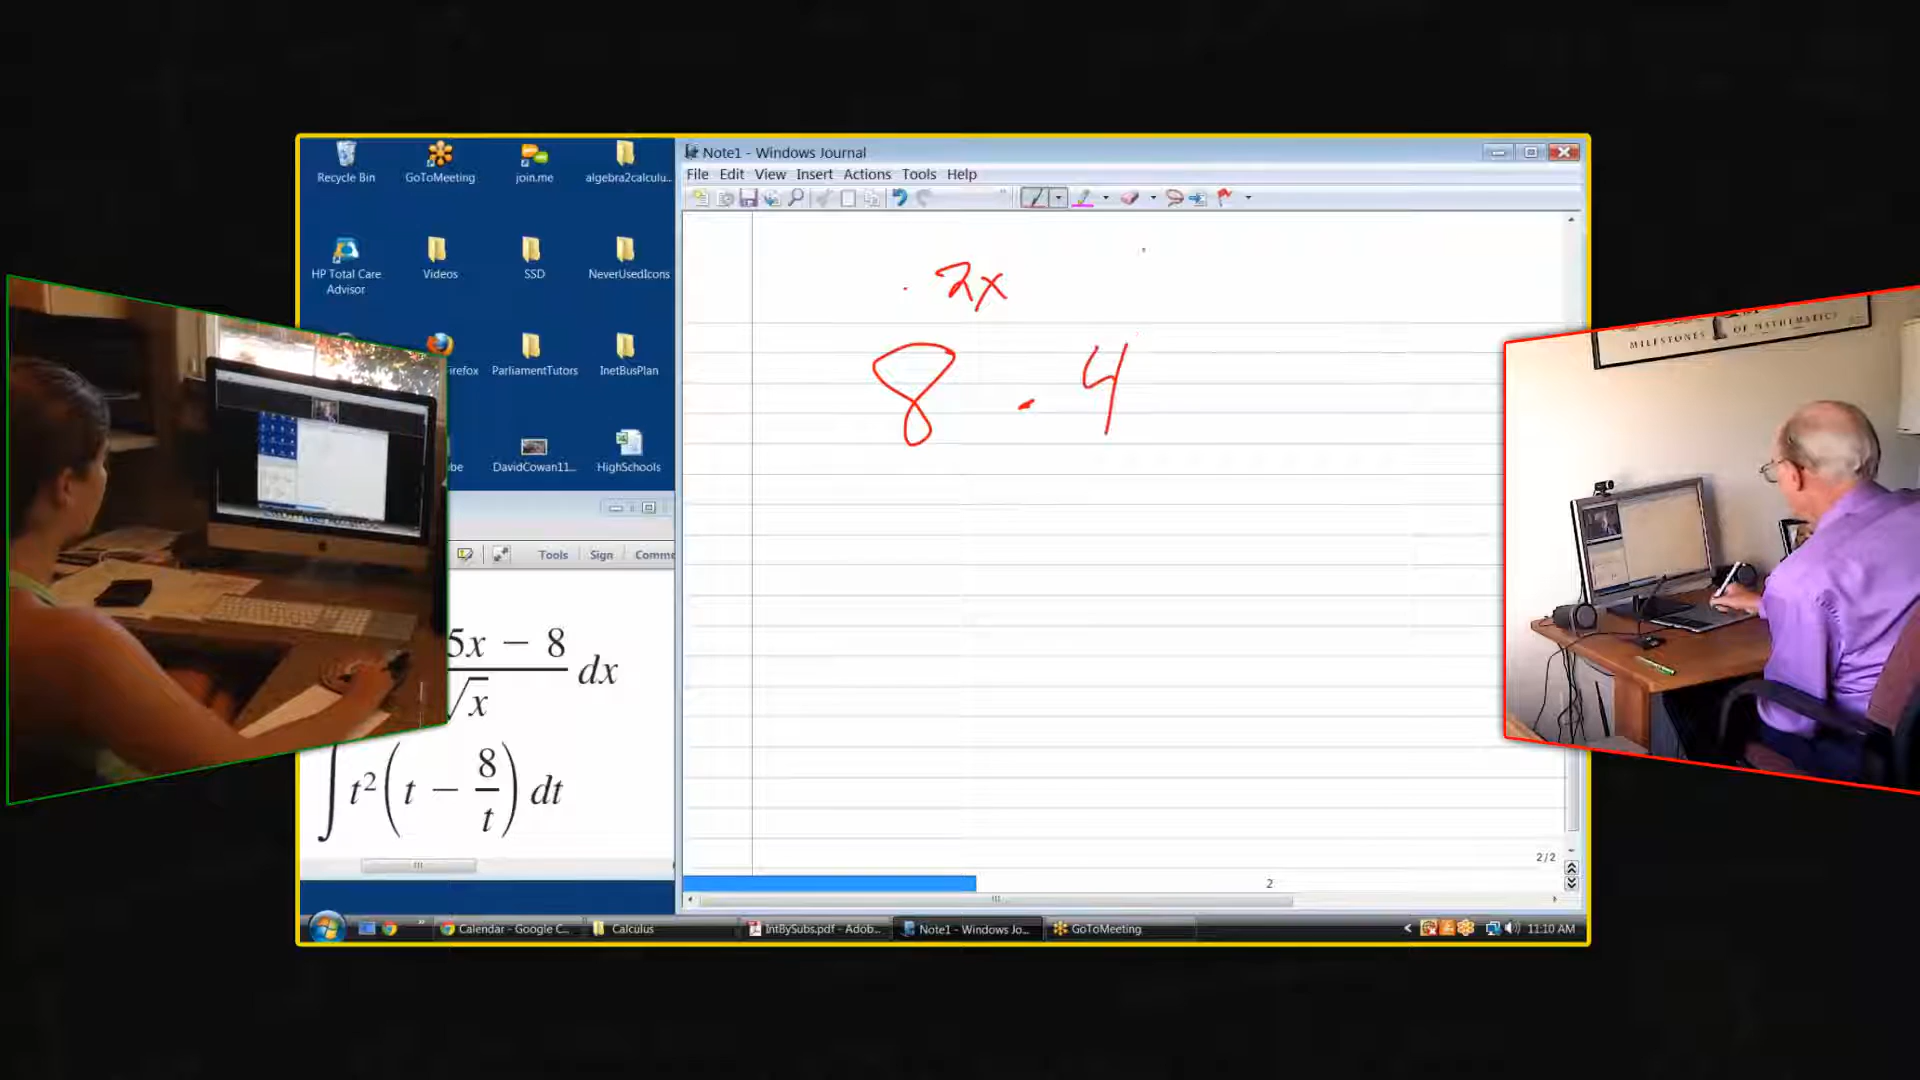 Recycle Bin
GoToMeeting
join.me
algebra2calculu...
HP Total Care
Advisor
Videos
SSD
NeverUsedIcons
irefox
ParliamentTutors
InetBusPlan
be
DavidCowan11...
HighSchools
Tools
Sign
Comme
5x − 8
√x
dx
∫ t² ( t − 8/t ) dt
Note1 - Windows Journal
File Edit View Insert Actions Tools Help
. 2x
8 . 4
2/2
2
Calendar - Google C...
Calculus
IntBySubs.pdf - Adob...
Note1 - Windows Jo...
GoToMeeting
11:10 AM
MILESTONES OF MATHEMATICS